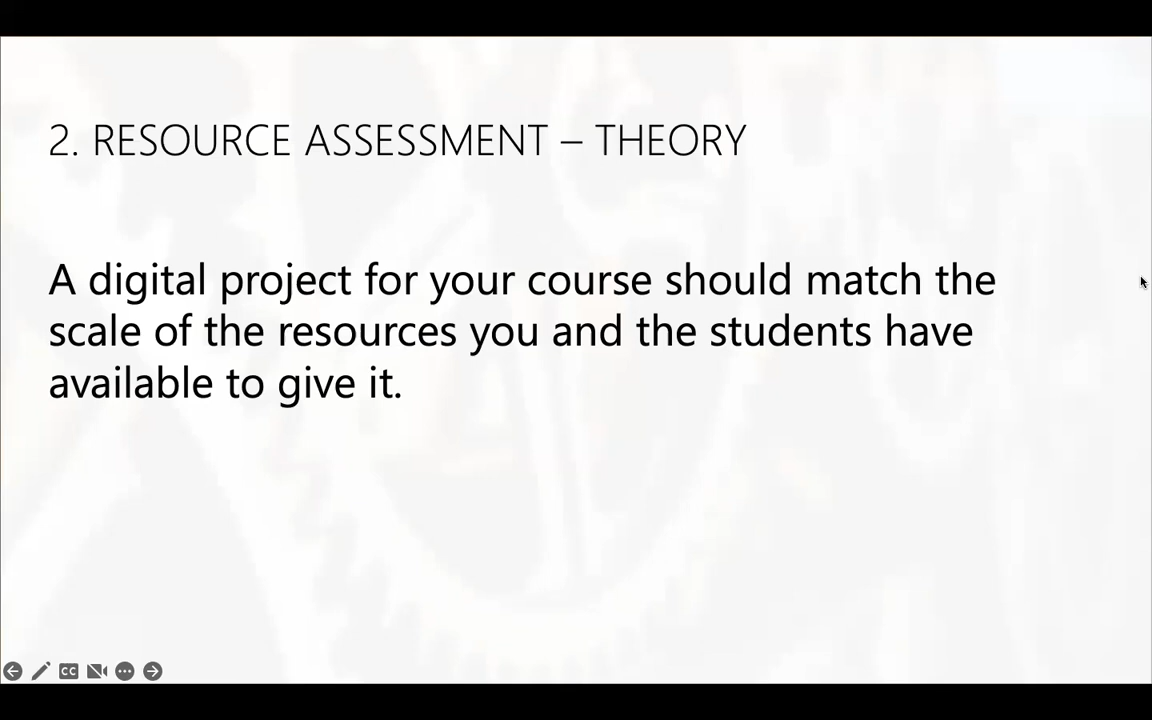 2. RESOURCE ASSESSMENT – THEORY
A digital project for your course should match the
scale of the resources you and the students have
available to give it.
CC